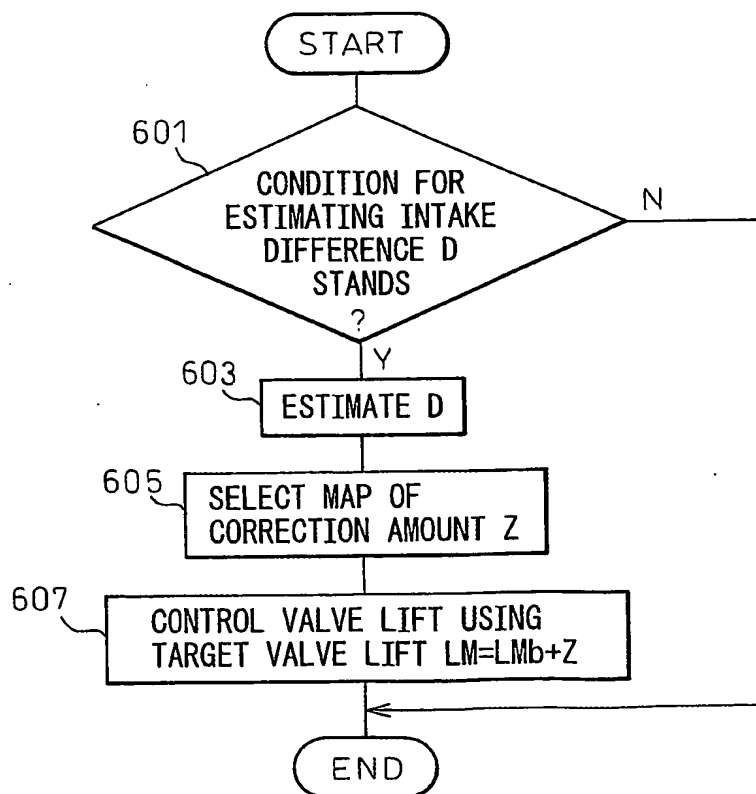 START
601
CONDITION FOR
ESTIMATING INTAKE
DIFFERENCE D
STANDS
?
N
Y
603
ESTIMATE D
605
SELECT MAP OF
CORRECTION AMOUNT Z
607
CONTROL VALVE LIFT USING
TARGET VALVE LIFT LM=LMb+Z
END